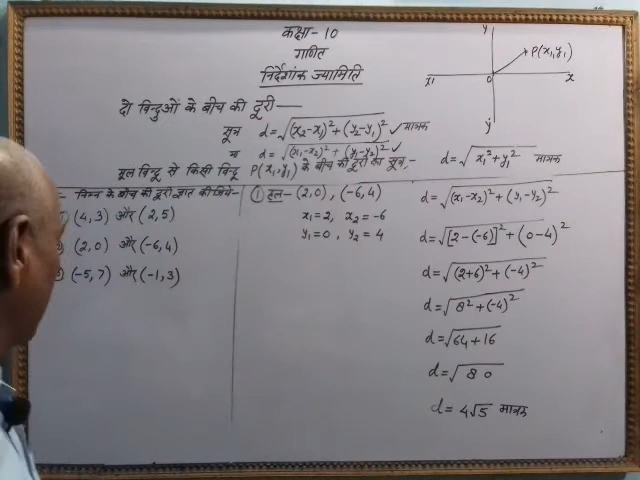 कक्षा- 10
गणित
निर्देशांक ज्यामिति
y
P(x₁,y₁)
x1
0
x
ý
दो बिन्दुओं के बीच की दूरी —
सूत्र d=√(x₂-x₁)²+(y₂-y₁)² ✓ मात्रक
व d=√(x₁-x₂)²+(y₁-y₂)² ✓
मूल बिन्दु से किसी बिन्दु P(x₁,y₁) के बीच की दूरी का सूत्र,- d=√x₁²+y₁² मात्रक
- निम्न के बीच की दूरी ज्ञात कीजिये-
(4,3) और (2,5)
(2,0) और (-6,4)
(-5,7) और (-1,3)
① हल- (2,0), (-6,4)
x₁=2, x₂=-6
y₁=0, y₂=4
d=√(x₁-x₂)²+(y₁-y₂)²
d=√[2-(-6)]²+(0-4)²
d=√(2+6)²+(-4)²
d=√8²+(-4)²
d=√64+16
d=√80
d=4√5 मात्रक